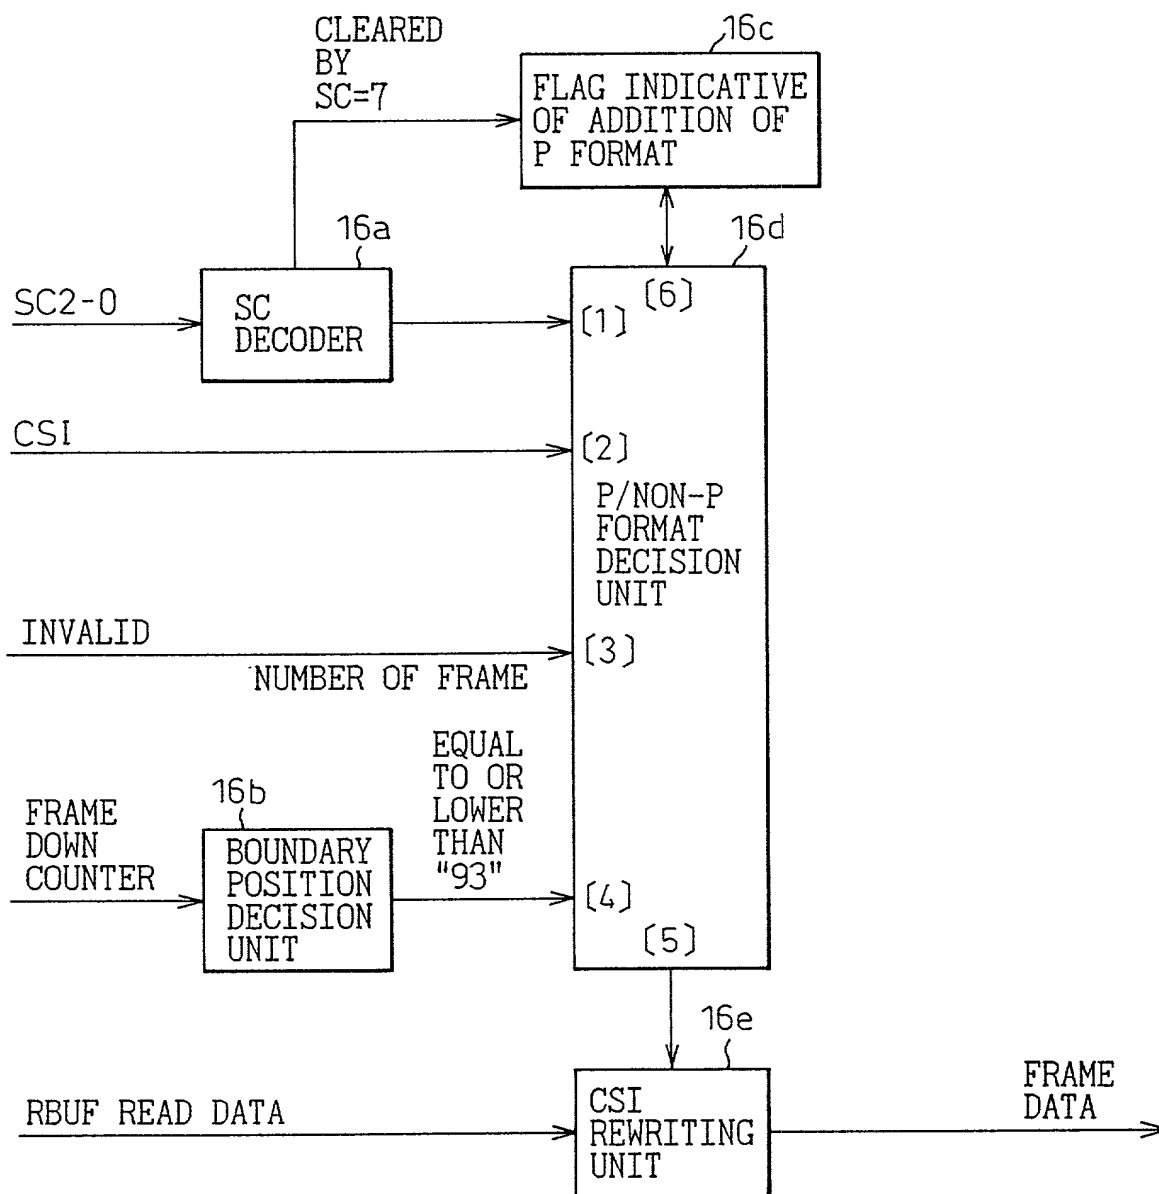 CLEARED
BY
SC=7
16c
FLAG INDICATIVE
OF ADDITION OF
P FORMAT
16a
16d
SC2-0
SC
DECODER
[6]
[1]
CSI
[2]
P/NON-P
FORMAT
DECISION
UNIT
INVALID
[3]
NUMBER OF FRAME
EQUAL
TO OR
LOWER
THAN
"93"
16b
FRAME
DOWN
COUNTER
BOUNDARY
POSITION
DECISION
UNIT
[4]
[5]
16e
RBUF READ DATA
CSI
REWRITING
UNIT
FRAME
DATA